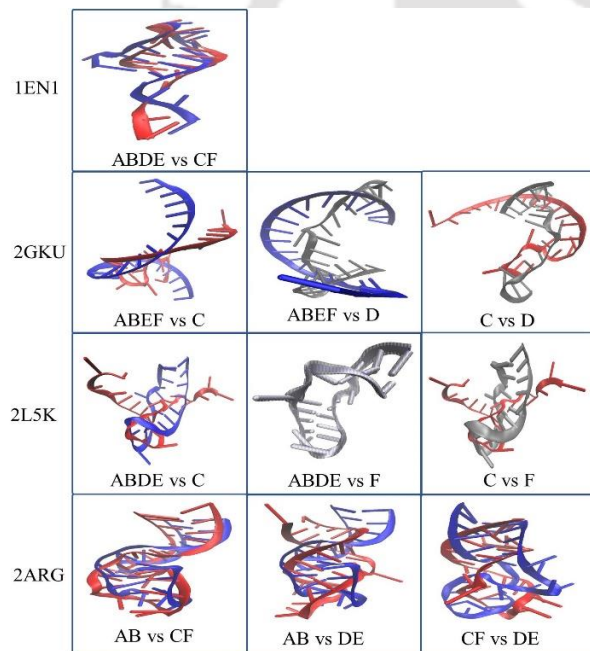 1EN1
ABDE vs CF
2GKU
ABEF vs C
ABEF vs D
C vs D
2L5K
ABDE vs C
ABDE vs F
C vs F
2ARG
AB vs CF
AB vs DE
CF vs DE